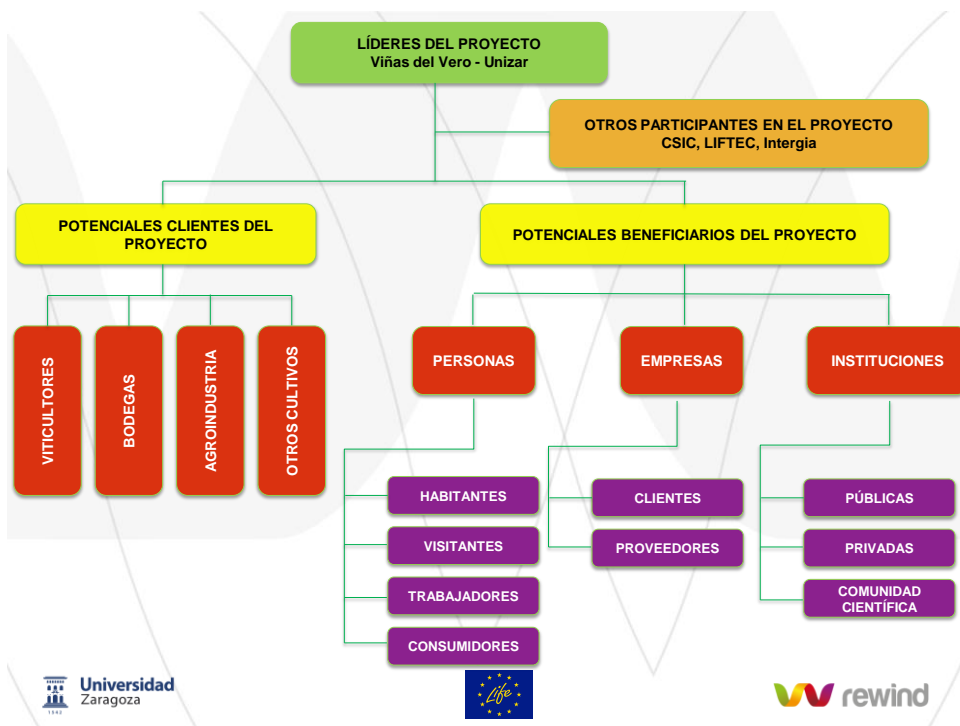 LÍDERES DEL PROYECTO
Viñas del Vero - Unizar
OTROS PARTICIPANTES EN EL PROYECTO
CSIC, LIFTEC, Intergia
POTENCIALES CLIENTES DEL
PROYECTO
POTENCIALES BENEFICIARIOS DEL PROYECTO
VITICULTORES
BODEGAS
AGROINDUSTRIA
OTROS CULTIVOS
PERSONAS
EMPRESAS
INSTITUCIONES
HABITANTES
VISITANTES
TRABAJADORES
CONSUMIDORES
CLIENTES
PROVEEDORES
PÚBLICAS
PRIVADAS
COMUNIDAD
CIENTÍFICA
Universidad
Zaragoza
1542
Life
rewind